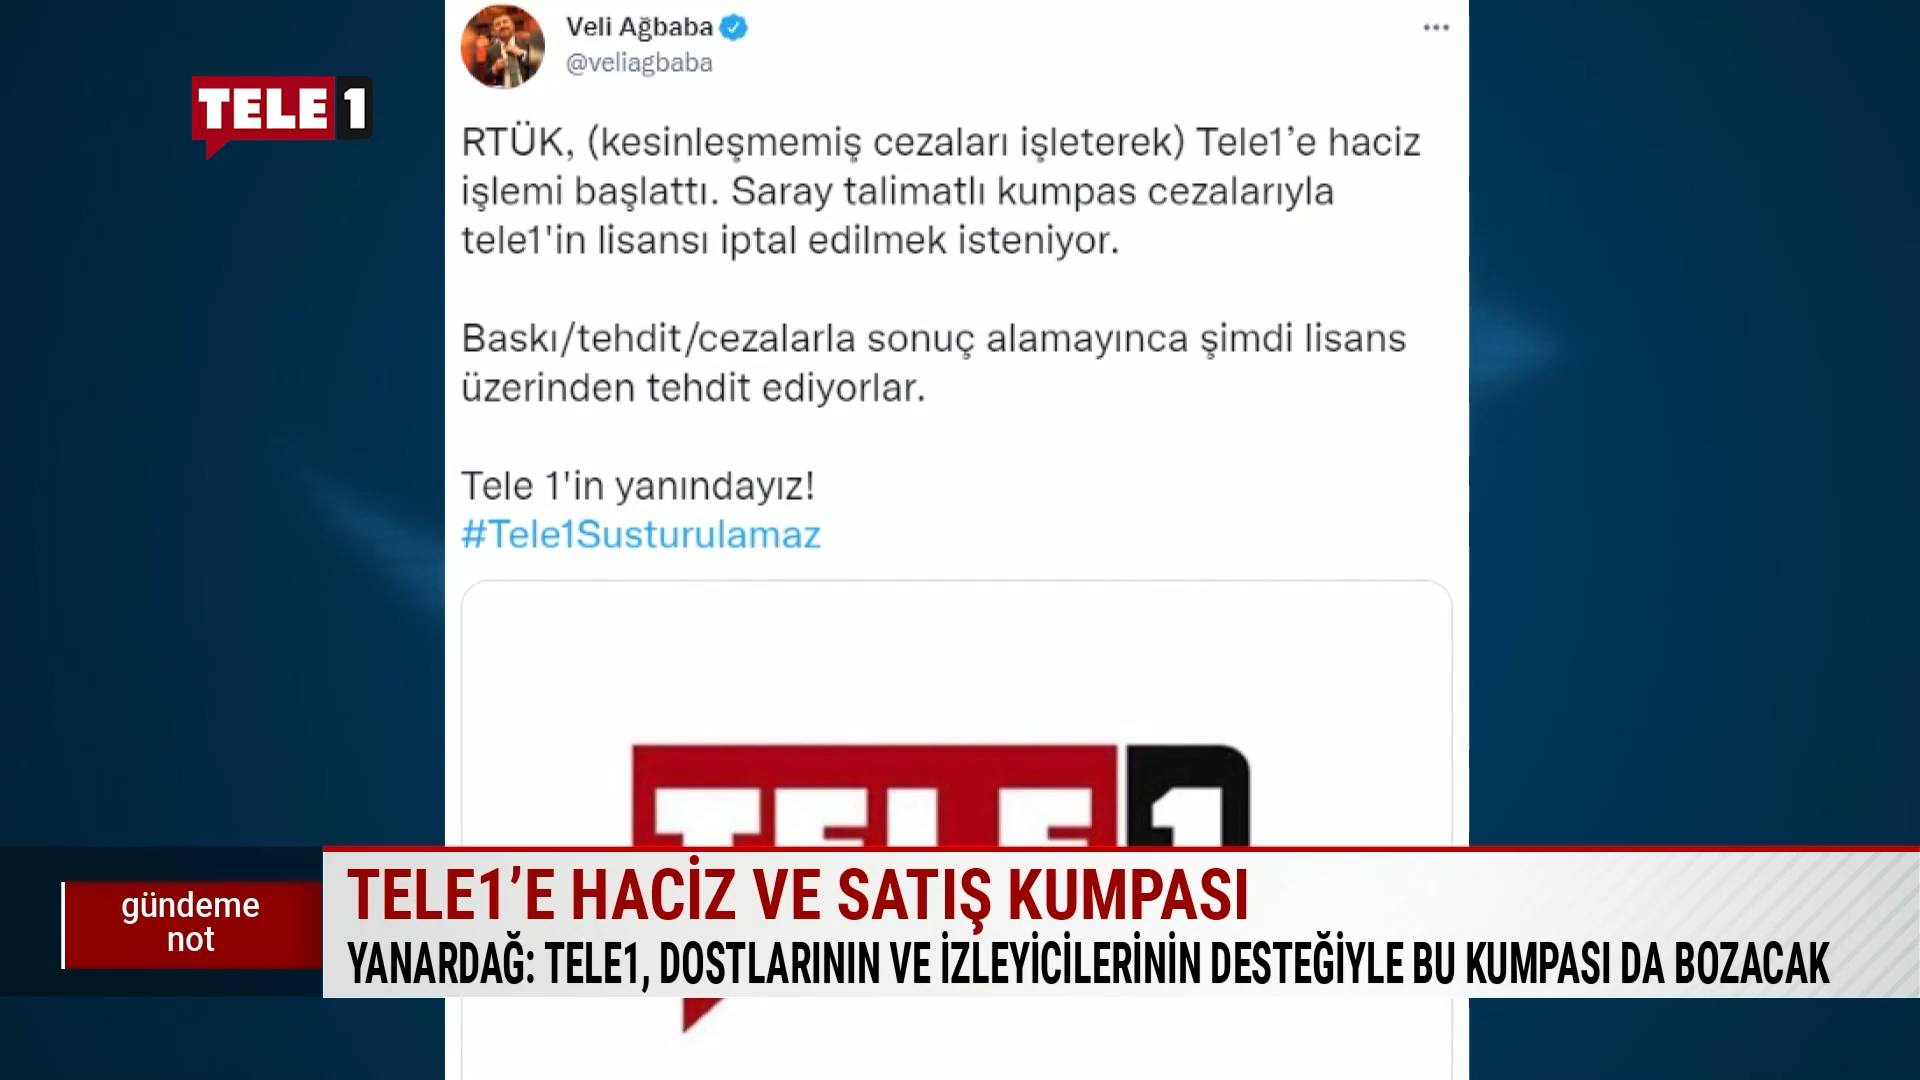 Veli Ağbaba
@veliagbaba
TELE1
RTÜK, (kesinleşmemiş cezaları işleterek) Tele1’e haciz
işlemi başlattı. Saray talimatlı kumpas cezalarıyla
tele1'in lisansı iptal edilmek isteniyor.
Baskı/tehdit/cezalarla sonuç alamayınca şimdi lisans
üzerinden tehdit ediyorlar.
Tele 1'in yanındayız!
#Tele1Susturulamaz
TELE1
gündeme
not
TELE1’E HACİZ VE SATIŞ KUMPASI
YANARDAĞ: TELE1, DOSTLARININ VE İZLEYİCİLERİNİN DESTEĞİYLE BU KUMPASI DA BOZACAK